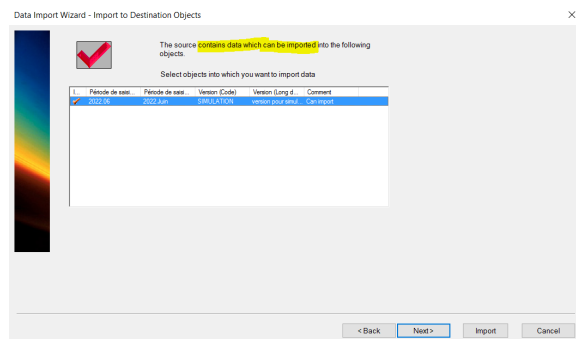 Data Import Wizard - Import to Destination Objects
The source contains data which can be imported into the following
objects.
Select objects into which you want to import data
I... Période de saisi... Période de saisi... Version (Code) Version (Long d... Comment
2022.06 2022.Juin SIMULATION version pour simul... Can import
< Back Next > Import Cancel